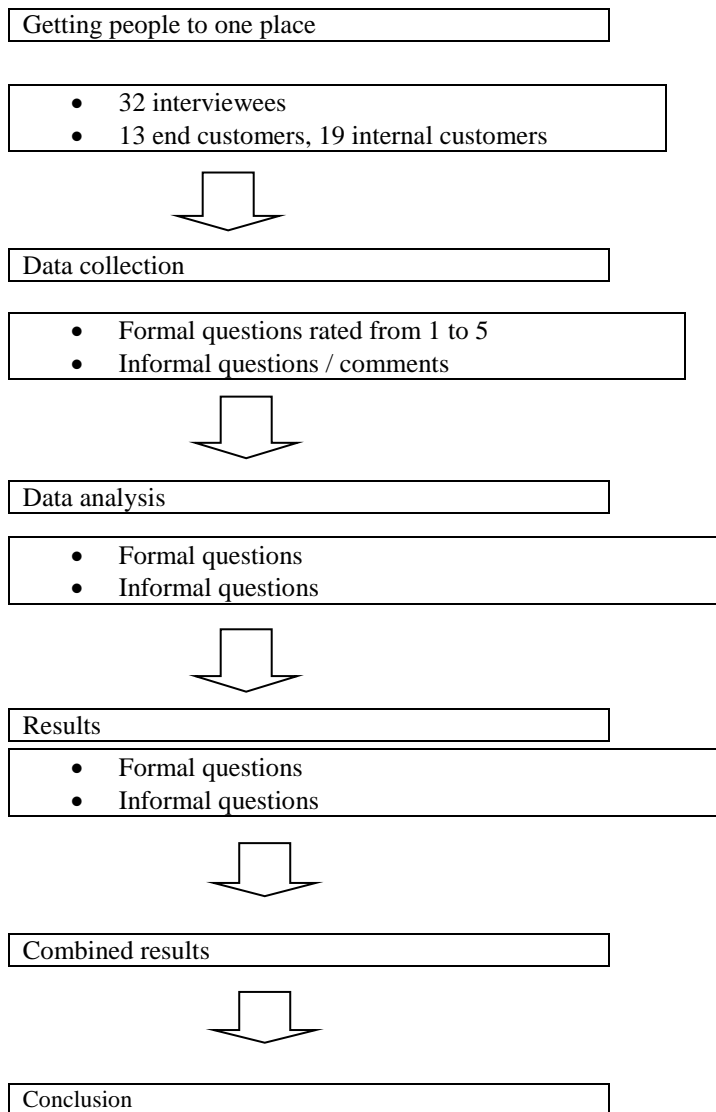 Getting people to one place
• 32 interviewees
• 13 end customers, 19 internal customers
Data collection
• Formal questions rated from 1 to 5
• Informal questions / comments
Data analysis
• Formal questions
• Informal questions
Results
• Formal questions
• Informal questions
Combined results
Conclusion